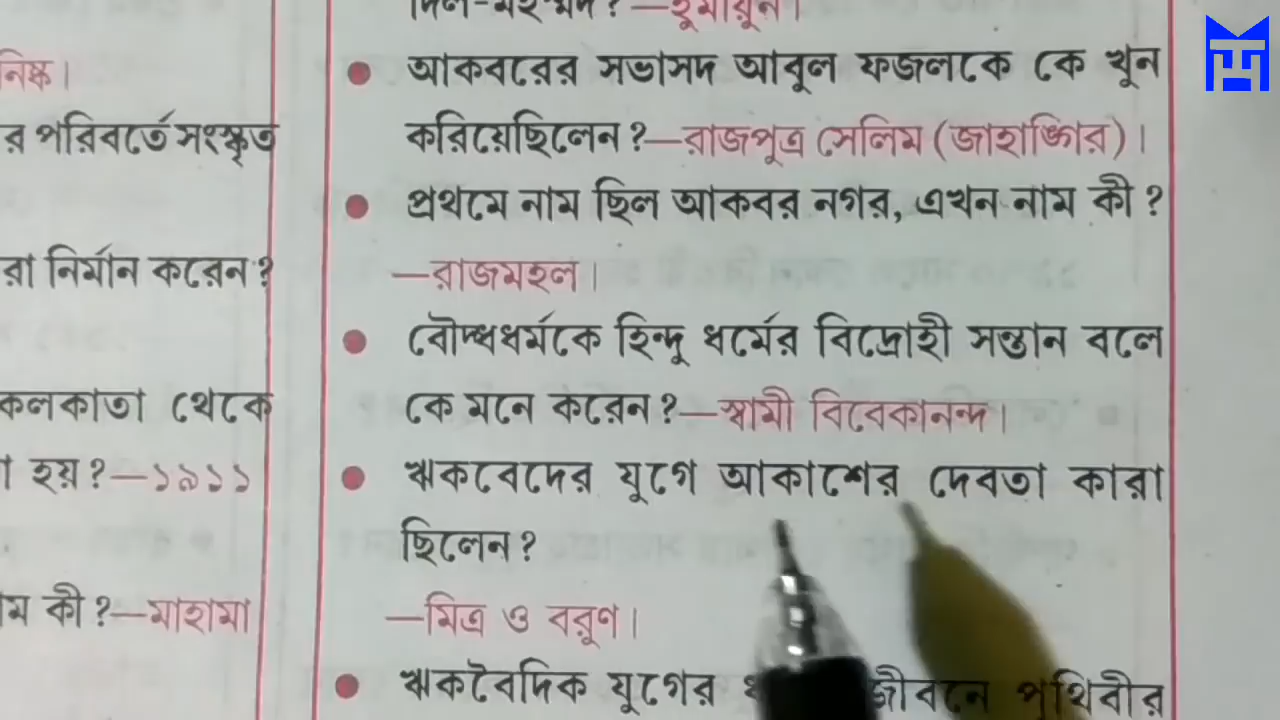 নিষ্ক।
র পরিবর্তে সংস্কৃত
রা নির্মান করেন?
কলকাতা থেকে
হয়?—১৯১১
ম কী?—মাহামা
—হুমায়ুন।
● আকবরের সভাসদ আবুল ফজলকে কে খুন
করিয়েছিলেন?—রাজপুত্র সেলিম (জাহাঙ্গির)।
● প্রথমে নাম ছিল আকবর নগর, এখন নাম কী?
—রাজমহল।
● বৌদ্ধধর্মকে হিন্দু ধর্মের বিদ্রোহী সন্তান বলে
কে মনে করেন?—স্বামী বিবেকানন্দ।
● ঋকবেদের যুগে আকাশের দেবতা কারা
ছিলেন?
—মিত্র ও বরুণ।
● ঋকবৈদিক যুগের জীবনে পৃথিবীর